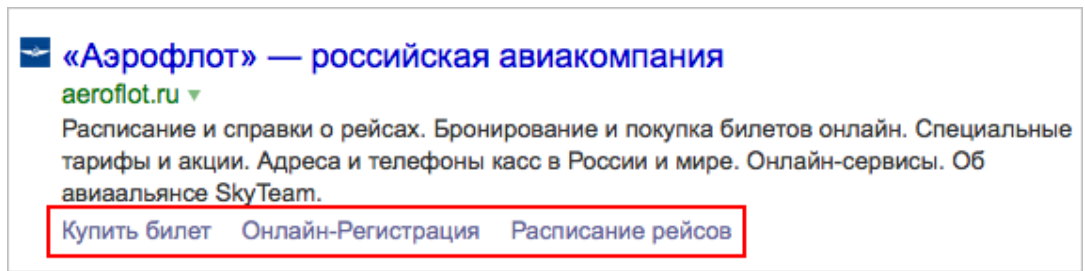 «Аэрофлот» — российская авиакомпания
aeroflot.ru
Расписание и справки о рейсах. Бронирование и покупка билетов онлайн. Специальные
тарифы и акции. Адреса и телефоны касс в России и мире. Онлайн-сервисы. Об
авиаальянсе SkyTeam.
Купить билет Онлайн-Регистрация Расписание рейсов